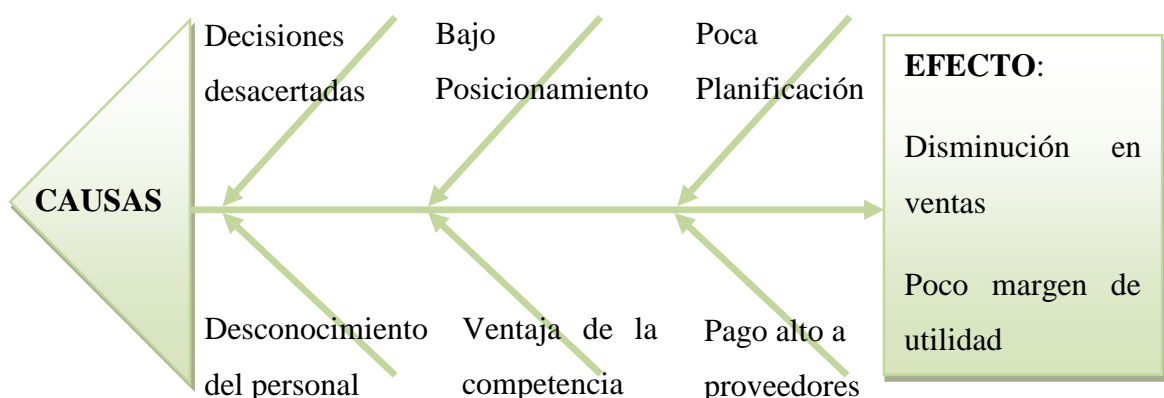 CAUSAS
Decisiones
desacertadas
Bajo
Posicionamiento
Poca
Planificación
Desconocimiento
del personal
Ventaja de la
competencia
Pago alto a
proveedores
EFECTO:
Disminución en
ventas
Poco margen de
utilidad